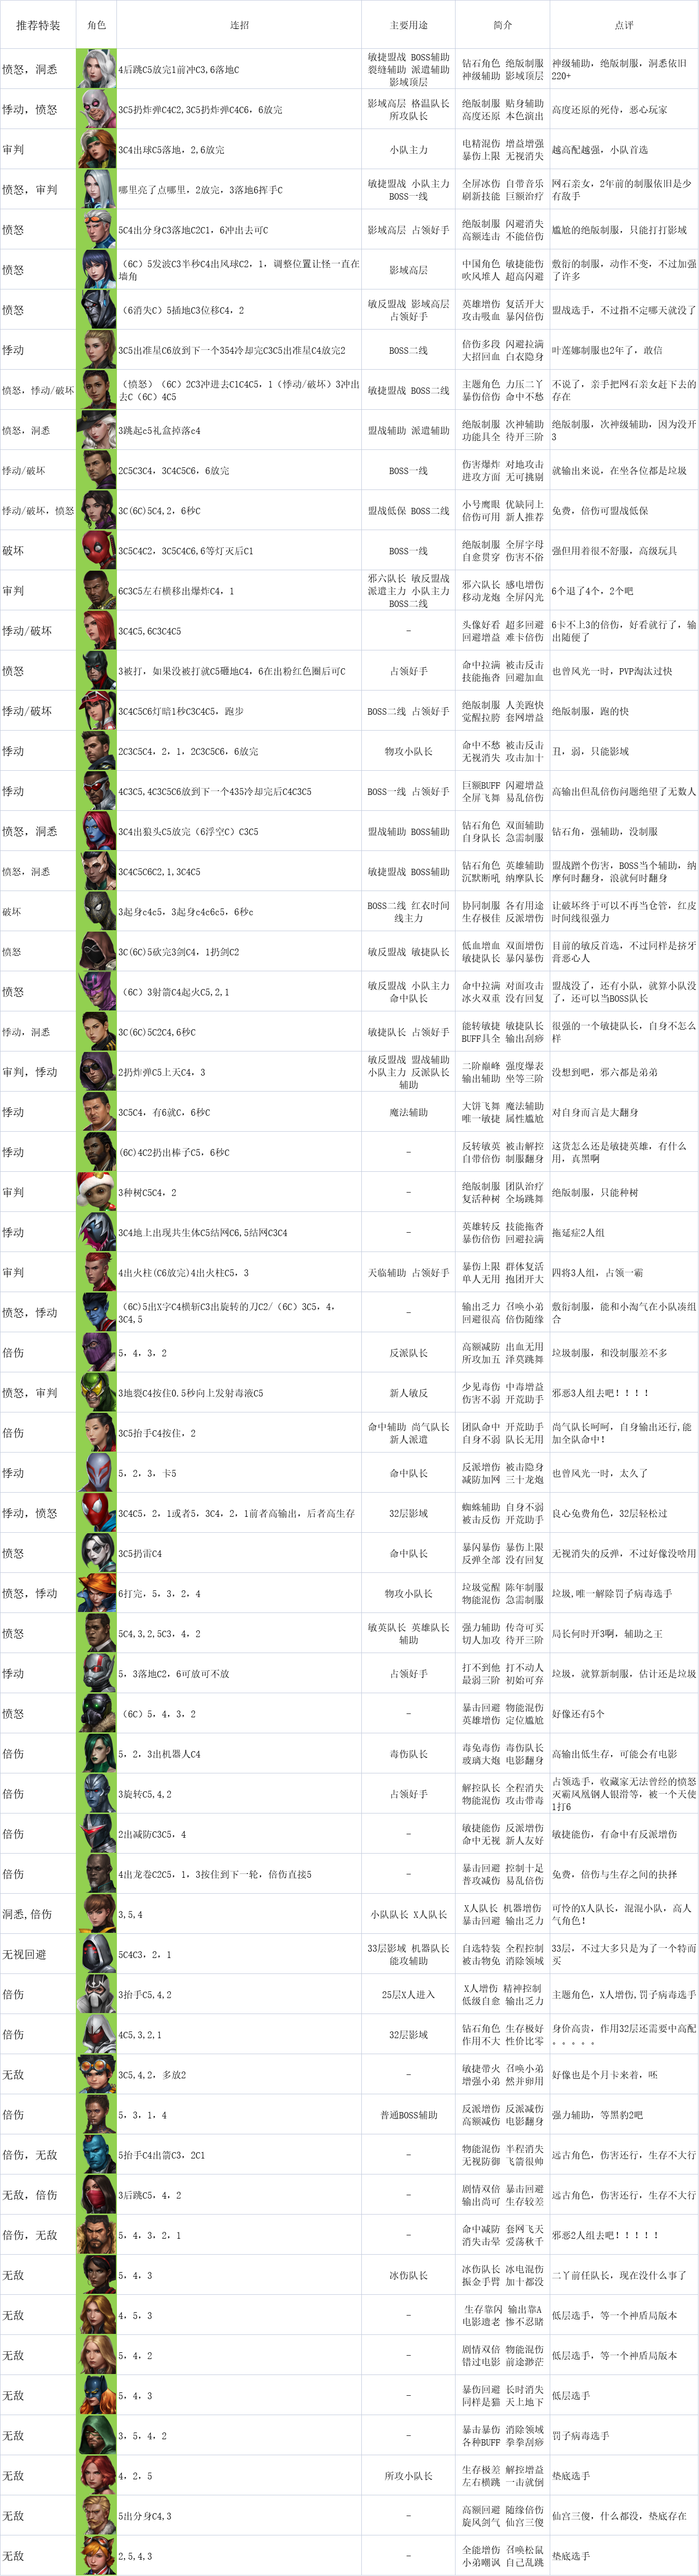 推荐特装 角色 连招 主要用途 简介 点评
愤怒，洞悉 4后跳C5放完1前冲C3,6落地C 敏捷盟战 BOSS辅助 裂缝辅助 派遣辅助 影域顶层 钻石角色 绝版制服 神级辅助 影域顶层 神级辅助，绝版制服，洞悉依旧220+
悸动，愤怒 3C5扔炸弹C4C2,3C5扔炸弹C4C6，6放完 影域高层 格温队长 所攻队长 绝版制服 贴身辅助 高度还原 本色演出 高度还原的死侍，恶心玩家
审判 3C4出球C5落地，2,6放完 小队主力 电精混伤 增益增强 暴伤上限 无视消失 越高配越强，小队首选
愤怒，审判 哪里亮了点哪里，2放完，3落地6挥手C 敏捷盟战 小队主力 BOSS一线 全屏冰伤 自带音乐 刷新技能 巨额治疗 网石亲女，2年前的制服依旧是少有敌手
愤怒 5C4出分身C3落地C2C1，6冲出去可C 影域高层 占领好手 绝版制服 闪避消失 高额连击 不能倍伤 尴尬的绝版制服，只能打打影域
愤怒 （6C）5发波C3半秒C4出风球C2，1，调整位置让怪一直在墙角 影域高层 中国角色 敏捷能伤 吹风堆人 超高闪避 敷衍的制服，动作不变，不过加强了许多
愤怒 （6消失C）5插地C3位移C4，2 敏反盟战 影域高层 占领好手 英雄增伤 复活开大 攻击吸血 暴闪倍伤 盟战选手，不过指不定哪天就没了
悸动 3C5出准星C6放到下一个354冷却完C3C5出准星C4放完2 BOSS二线 倍伤多段 闪避拉满 大招回血 白衣隐身 叶莲娜制服也2年了，敢信
愤怒，悸动/破坏 （愤怒）（6C）2C3冲进去C1C4C5，1（悸动/破坏）3冲出去C（6C）4C5 敏捷盟战 BOSS二线 主题角色 力压二丫 暴伤倍伤 命中不愁 不说了，亲手把网石亲女赶下去的存在
愤怒，洞悉 3跳起c5礼盒掉落c4 盟战辅助 派遣辅助 绝版制服 次神辅助 功能具全 待开三阶 绝版制服，次神级辅助，因为没开3
悸动/破坏 2C5C3C4，3C4C5C6，6放完 BOSS一线 伤害爆炸 对地攻击 进攻方面 无可挑剔 就输出来说，在坐各位都是垃圾
悸动/破坏，愤怒 3C(6C)5C4,2，6秒C 盟战低保 BOSS二线 小号鹰眼 优缺同上 倍伤可用 新人推荐 免费，倍伤可盟战低保
破坏 3C5C4C2，3C5C4C6,6等灯灭后C1 BOSS一线 绝版制服 全屏字母 自愈贯穿 伤害不俗 强但用着很不舒服，高级玩具
审判 6C3C5左右横移出爆炸C4，1 邪六队长 敏反盟战 派遣主力 小队主力 BOSS二线 邪六队长 感电增伤 移动龙炮 全屏闪光 6个退了4个，2个吧
悸动/破坏 3C4C5,6C3C4C5 - 头像好看 超多回避 回避增益 难卡倍伤 6卡不上3的倍伤，好看就行了，输出随便了
愤怒 3被打，如果没被打就C5砸地C4，6在出粉红色圈后可C 占领好手 命中拉满 被击反击 技能拖沓 回避加血 也曾风光一时，PVP淘汰过快
悸动/破坏 3C4C5C6灯暗1秒C3C4C5，跑步 BOSS二线 占领好手 绝版制服 人美跑快 觉醒拉胯 套网增益 绝版制服，跑的快
悸动 2C3C5C4，2，1，2C3C5C6，6放完 物攻小队长 命中不愁 被击反击 无视消失 攻击加十 丑，弱，只能影域
悸动 4C3C5,4C3C5C6放到下一个435冷却完后C4C3C5 BOSS一线 占领好手 巨额BUFF 闪避增益 全屏飞舞 易乱倍伤 高输出但乱倍伤问题绝望了无数人
愤怒，洞悉 3C4出狼头C5放完（6浮空C）C3C5 盟战辅助 BOSS辅助 钻石角色 双面辅助 自身队长 急需制服 钻石角，强辅助，没制服
愤怒，洞悉 3C4C5C6C2,1,3C4C5 敏捷盟战 BOSS辅助 钻石角色 英雄辅助 沉默断吼 纳摩队长 盟战蹭个伤害，BOSS当个辅助，纳摩何时翻身，浪就何时翻身
破坏 3起身c4c5，3起身c4c6c5，6秒c BOSS二线 红衣时间线主力 协同制服 各有用途 生存极佳 反派增伤 让破坏终于可以不再当仓管，红皮时间线很强力
愤怒 3C(6C)5砍完3剑C4，1扔剑C2 敏反盟战 敏捷队长 低血增血 双面增伤 敏捷队长 暴闪暴伤 目前的敏反首选，不过同样是挤牙膏恶心人
愤怒 （6C）3射箭C4起火C5,2,1 敏反盟战 小队主力 命中队长 命中拉满 对面攻击 冰火双重 没有回复 盟战没了，还有小队，就算小队没了，还可以当BOSS队长
悸动，洞悉 3C(6C)5C2C4,6秒C 敏捷队长 占领好手 能转敏捷 敏捷队长 BUFF具全 输出刮痧 很强的一个敏捷队长，自身不怎么样
审判，悸动 2扔炸弹C5上天C4，3 敏反盟战 盟战辅助 小队主力 反派队长 辅助 二阶巅峰 强度爆表 输出辅助 坐等三阶 没想到吧，邪六都是弟弟
悸动 3C5C4，有6就C，6秒C 魔法辅助 大饼飞舞 魔法辅助 唯一敏捷 属性尴尬 对自身而言是大翻身
悸动 (6C)4C2扔出棒子C5，6秒C - 反转敏英 被击解控 自带倍伤 制服翻身 这货怎么还是敏捷英雄，有什么用，真黑啊
审判 3种树C5C4，2 - 绝版制服 团队治疗 复活种树 全场跳舞 绝版制服，只能种树
悸动 3C4地上出现共生体C5结网C6,5结网C3C4 - 英雄转反 技能拖沓 暴伤倍伤 回避拉满 拖延症2人组
审判 4出火柱(C6放完)4出火柱C5，3 天临辅助 占领好手 暴伤上限 群体复活 单人无用 抱团开大 四将3人组，占领一霸
愤怒，悸动 （6C)5出X字C4横斩C3出旋转的刀C2/（6C）3C5，4，3C4,5 - 输出乏力 召唤小弟 回避很高 倍伤随缘 敷衍制服，能和小淘气在小队凑组合
倍伤 5，4，3，2 反派队长 高额减防 出血无用 所攻加五 泽莫跳舞 垃圾制服，和没制服差不多
愤怒，审判 3地裂C4按住0.5秒向上发射毒液C5 新人敏反 少见毒伤 中毒增益 伤害不弱 开荒助手 邪恶3人组去吧！！！！
倍伤 3C5抬手C4按住，2 命中辅助 尚气队长 新人派遣 团队命中 开荒助手 自身不弱 队长无用 尚气队长呵呵，自身输出还行,能加全队命中!
悸动 5，2，3，卡5 命中队长 反派增伤 被击隐身 减防加网 三十龙炮 也曾风光一时，太久了
悸动，愤怒 3C4C5，2，1或者5，3C4，2，1前者高输出，后者高生存 32层影域 蜘蛛辅助 自身不弱 被击反伤 开荒助手 良心免费角色，32层轻松过
愤怒 3C5扔雷C4 命中队长 暴闪暴伤 暴伤上限 反弹全部 没有回复 无视消失的反弹，不过好像没啥用
愤怒，悸动 6打完，5，3，2，4 物攻小队长 垃圾觉醒 陈年制服 物能混伤 急需制服 垃圾,唯一解除罚子病毒选手
愤怒 5C4,3,2,5C3，4，2 敏英队长 英雄队长 辅助 强力辅助 传奇可买 切人加攻 待开三阶 局长何时开3啊，辅助之王
悸动 5，3落地C2，6可放可不放 占领好手 打不到他 打不动人 最弱三阶 初始可弃 垃圾，就算新制服，估计还是垃圾
愤怒 （6C）5，4，3，2 - 暴击回避 物能混伤 英雄增伤 定位尴尬 好像还有5个
倍伤 5，2，3出机器人C4 毒伤队长 毒免毒伤 毒伤队长 玻璃大炮 电影翻身 高输出低生存，可能会有电影
倍伤 3旋转C5,4,2 占领好手 解控队长 全程消失 物能混伤 攻击带毒 占领选手，收藏家无法曾经的愤怒灭霸凤凰钢人银滑等，被一个天使1打6
倍伤 2出减防C3C5，4 - 敏捷能伤 反派增伤 命中无视 新人友好 敏捷能伤，有命中有反派增伤
倍伤 4出龙卷C2C5，1，3按住到下一轮，倍伤直接5 - 暴击回避 控制十足 普攻减伤 易乱倍伤 免费，倍伤与生存之间的抉择
洞悉,倍伤 3,5,4 小队队长 X人队长 X人队长 机器增伤 暴击回避 输出乏力 可怜的X人队长，混混小队，高人气角色!
无视回避 5C4C3，2，1 33层影域 机器队长 能攻辅助 自选特装 全程控制 被击物免 消除领域 33层，不过大多只是为了一个特而买
倍伤 3抬手C5,4,2 25层X人进入 X人增伤 精神控制 低级自愈 输出乏力 主题角色，X人增伤,罚子病毒选手
倍伤 4C5,3,2,1 32层影域 钻石角色 生存极好 作用不大 性价比零 身价高贵，作用32层还需要中高配。。。。。
无敌 3C5,4,2，多放2 - 敏捷带火 召唤小弟 增强小弟 然并卵用 好像也是个月卡来着，呸
倍伤 5，3，1，4 普通BOSS辅助 反派增伤 反派减伤 高额减伤 电影翻身 强力辅助，等黑豹2吧
倍伤，无敌 5抬手C4出箭C3，2C1 - 物能混伤 半程消失 无视防御 飞箭很帅 远古角色，伤害还行，生存不大行
无敌，倍伤 3后跳C5，4，2 - 剧情双倍 暴击回避 输出尚可 生存较差 远古角色，伤害还行，生存不大行
倍伤，无敌 5，4，3，2，1 - 命中减防 套网飞天 消失击晕 爱荡秋千 邪恶2人组去吧！！！！！
无敌 5，4，3 冰伤队长 冰伤队长 冰电混伤 振金手臂 加十都没 二丫前任队长，现在没什么事了
无敌 4，5，3 - 生存靠闪 输出靠A 电影遗老 惨不忍睹 低层选手，等一个神盾局版本
无敌 5，4，2 - 剧情双倍 物能混伤 错过电影 前途渺茫 低层选手，等一个神盾局版本
无敌 5，4，3 - 暴伤回避 长时消失 同样是猫 天上地下 低层选手
无敌 3，5，4，2 - 暴击暴伤 消除领域 各种BUFF 拳拳刮痧 罚子病毒选手
无敌 4，2，5 所攻小队长 生存极差 解控增益 左右横跳 一击就倒 垫底选手
无敌 5出分身C4,3 - 高额回避 随缘倍伤 旋风剑气 仙宫三傻 仙宫三傻，什么都没，垫底存在
无敌 2,5,4,3 - 全能增伤 召唤松鼠 小弟嘲讽 自己乱跳 垫底选手